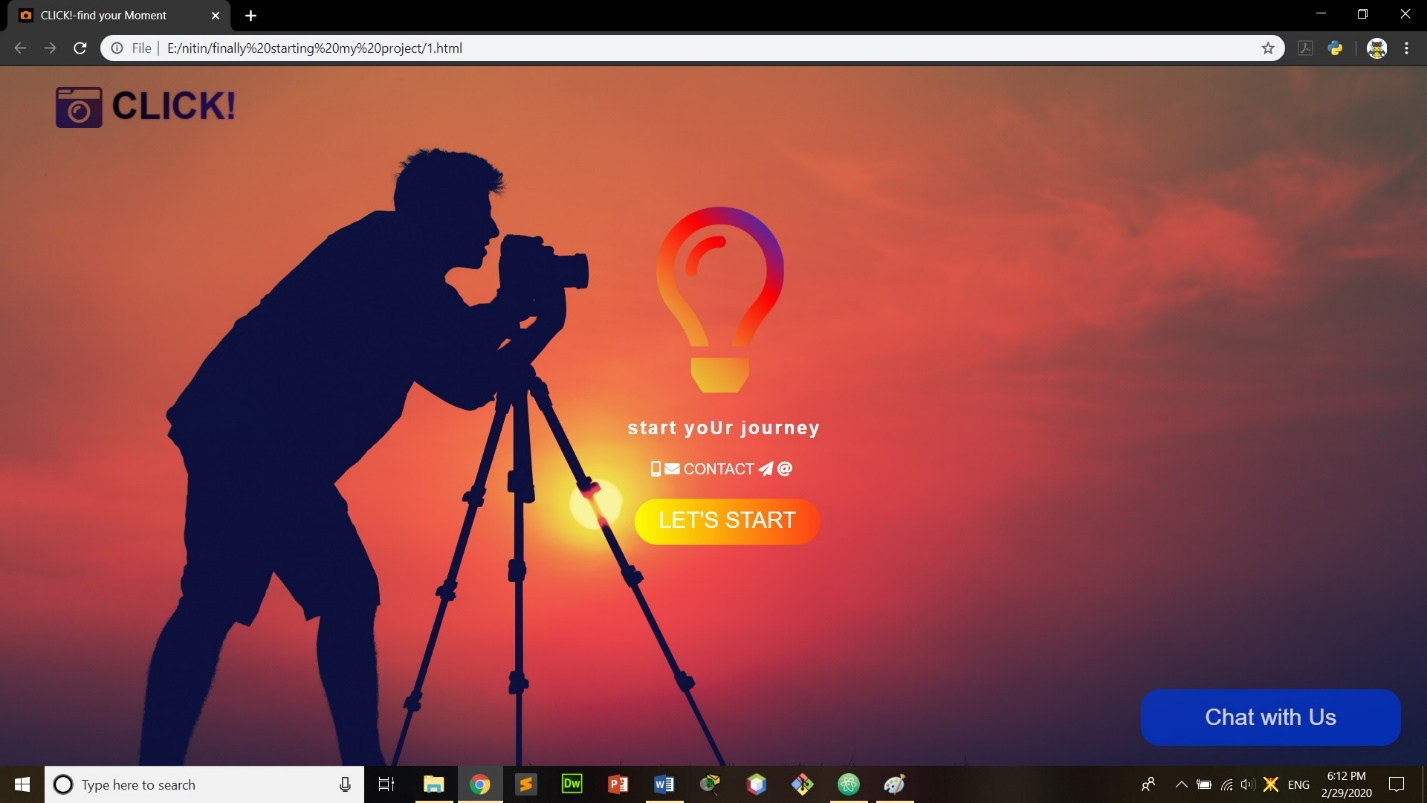 CLICK!-find your Moment
File | E:/nitin/finally%20starting%20my%20project/1.html
CLICK!
start yoUr journey
CONTACT @
LET'S START
Chat with Us
Type here to search
Dw
ENG
6:12 PM
2/29/2020